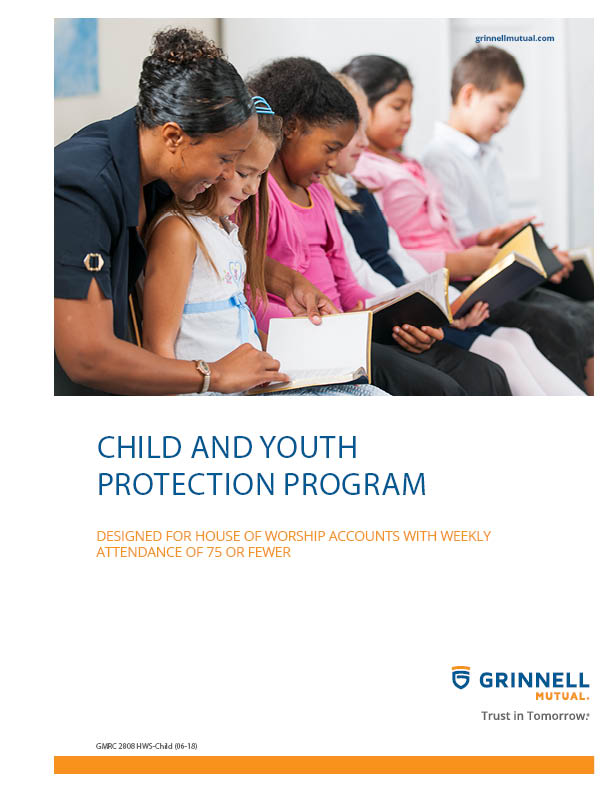 grinnellmutual.com
CHILD AND YOUTH
PROTECTION PROGRAM
DESIGNED FOR HOUSE OF WORSHIP ACCOUNTS WITH WEEKLY
ATTENDANCE OF 75 OR FEWER
GRINNELL
MUTUAL.
Trust in Tomorrow.®
GMRC 2808 HWS-Child (06-18)